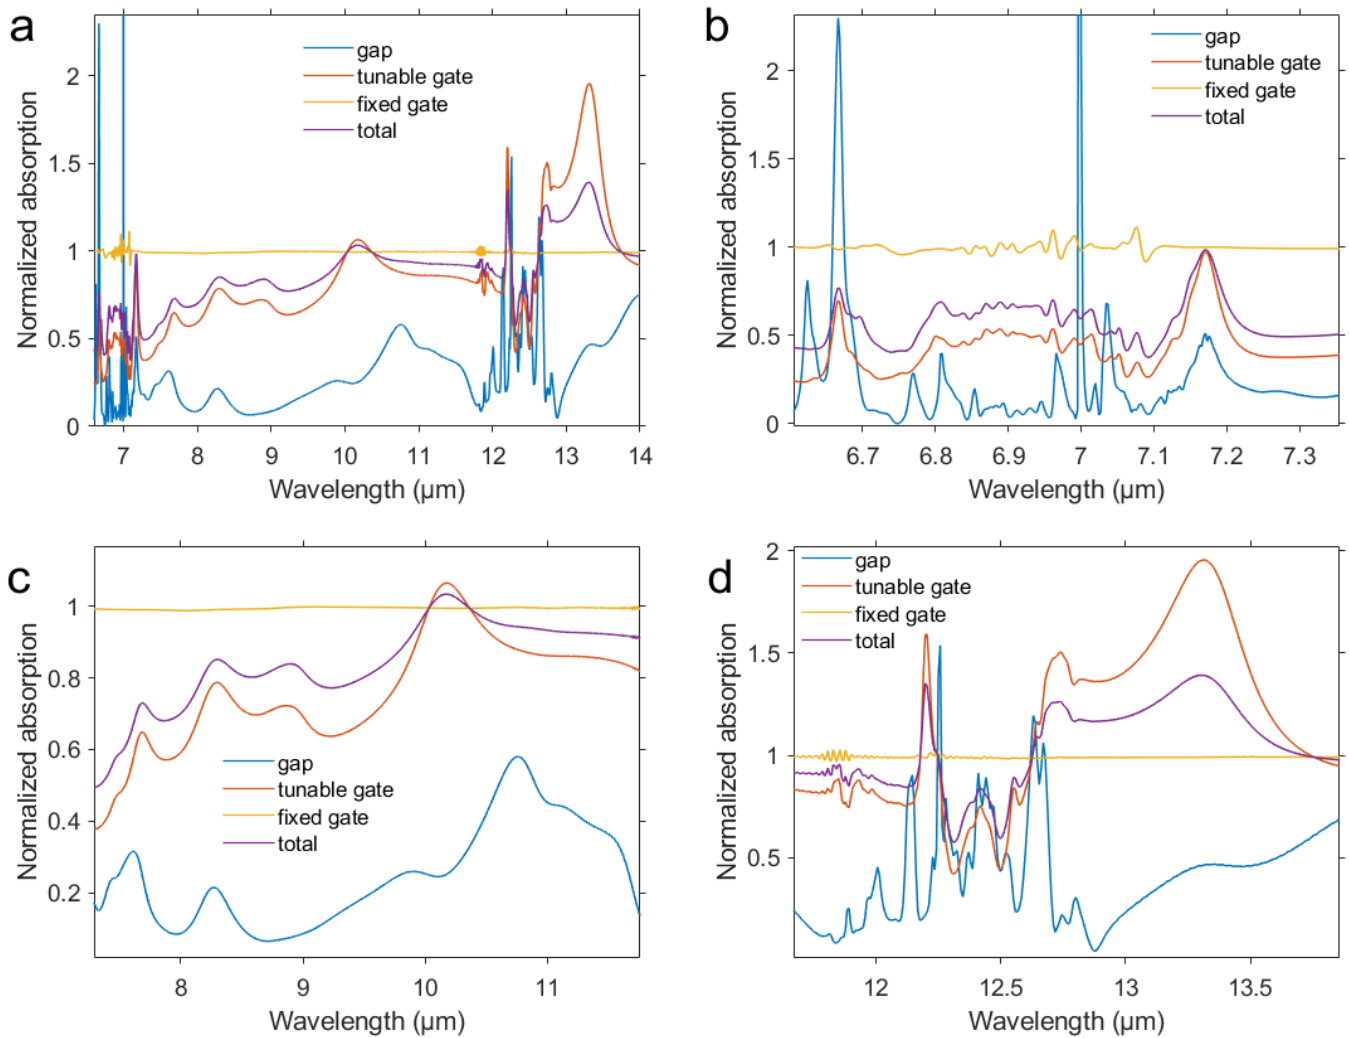 a
Normalized absorption
2
1.5
1
0.5
0
gap
tunable gate
fixed gate
total
7 8 9 10 11 12 13 14
Wavelength (µm)
b
Normalized absorption
2
1.5
1
0.5
0
gap
tunable gate
fixed gate
total
6.7 6.8 6.9 7 7.1 7.2 7.3
Wavelength (µm)
c
Normalized absorption
1
0.8
0.6
0.4
0.2
gap
tunable gate
fixed gate
total
8 9 10 11
Wavelength (µm)
d
Normalized absorption
2
1.5
1
0.5
gap
tunable gate
fixed gate
total
12 12.5 13 13.5
Wavelength (µm)